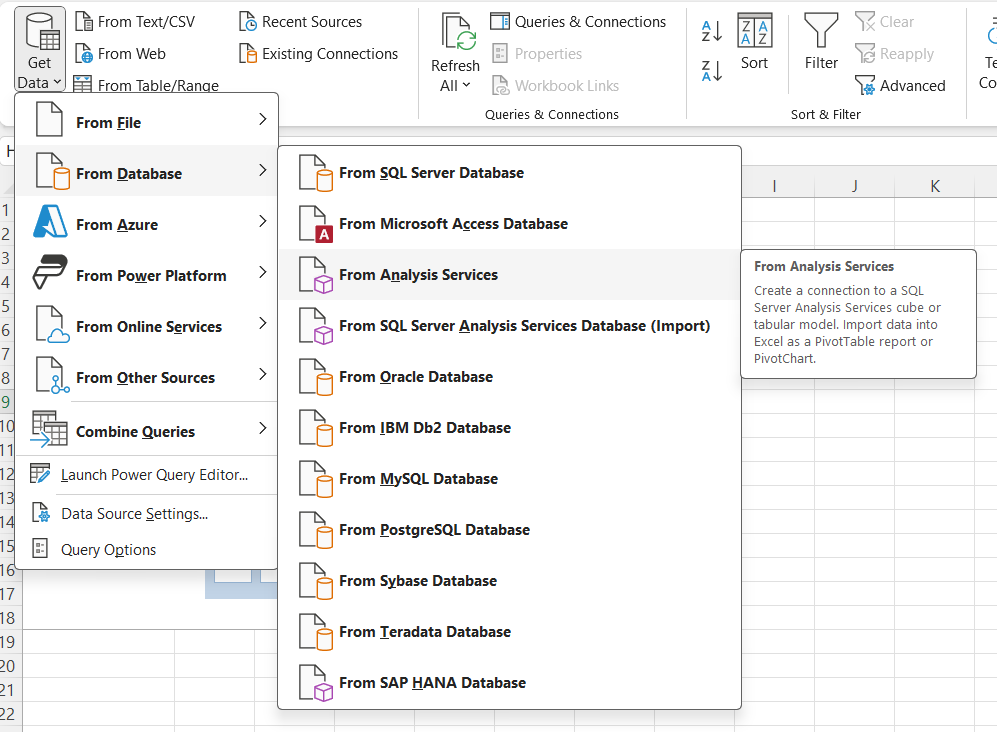 Get
Data
From Text/CSV
From Web
From Table/Range
Recent Sources
Existing Connections
Refresh
All
Queries & Connections
Properties
Workbook Links
Queries & Connections
Sort
Filter
Clear
Reapply
Advanced
Sort & Filter
From File
From Database
From Azure
From Power Platform
From Online Services
From Other Sources
Combine Queries
Launch Power Query Editor...
Data Source Settings...
Query Options
From SQL Server Database
From Microsoft Access Database
From Analysis Services
From SQL Server Analysis Services Database (Import)
From Oracle Database
From IBM Db2 Database
From MySQL Database
From PostgreSQL Database
From Sybase Database
From Teradata Database
From SAP HANA Database
From Analysis Services
Create a connection to a SQL
Server Analysis Services cube or
tabular model. Import data into
Excel as a PivotTable report or
PivotChart.
I J K
1
2
3
4
5
6
7
8
9
10
11
12
13
14
15
16
17
18
19
20
21
22